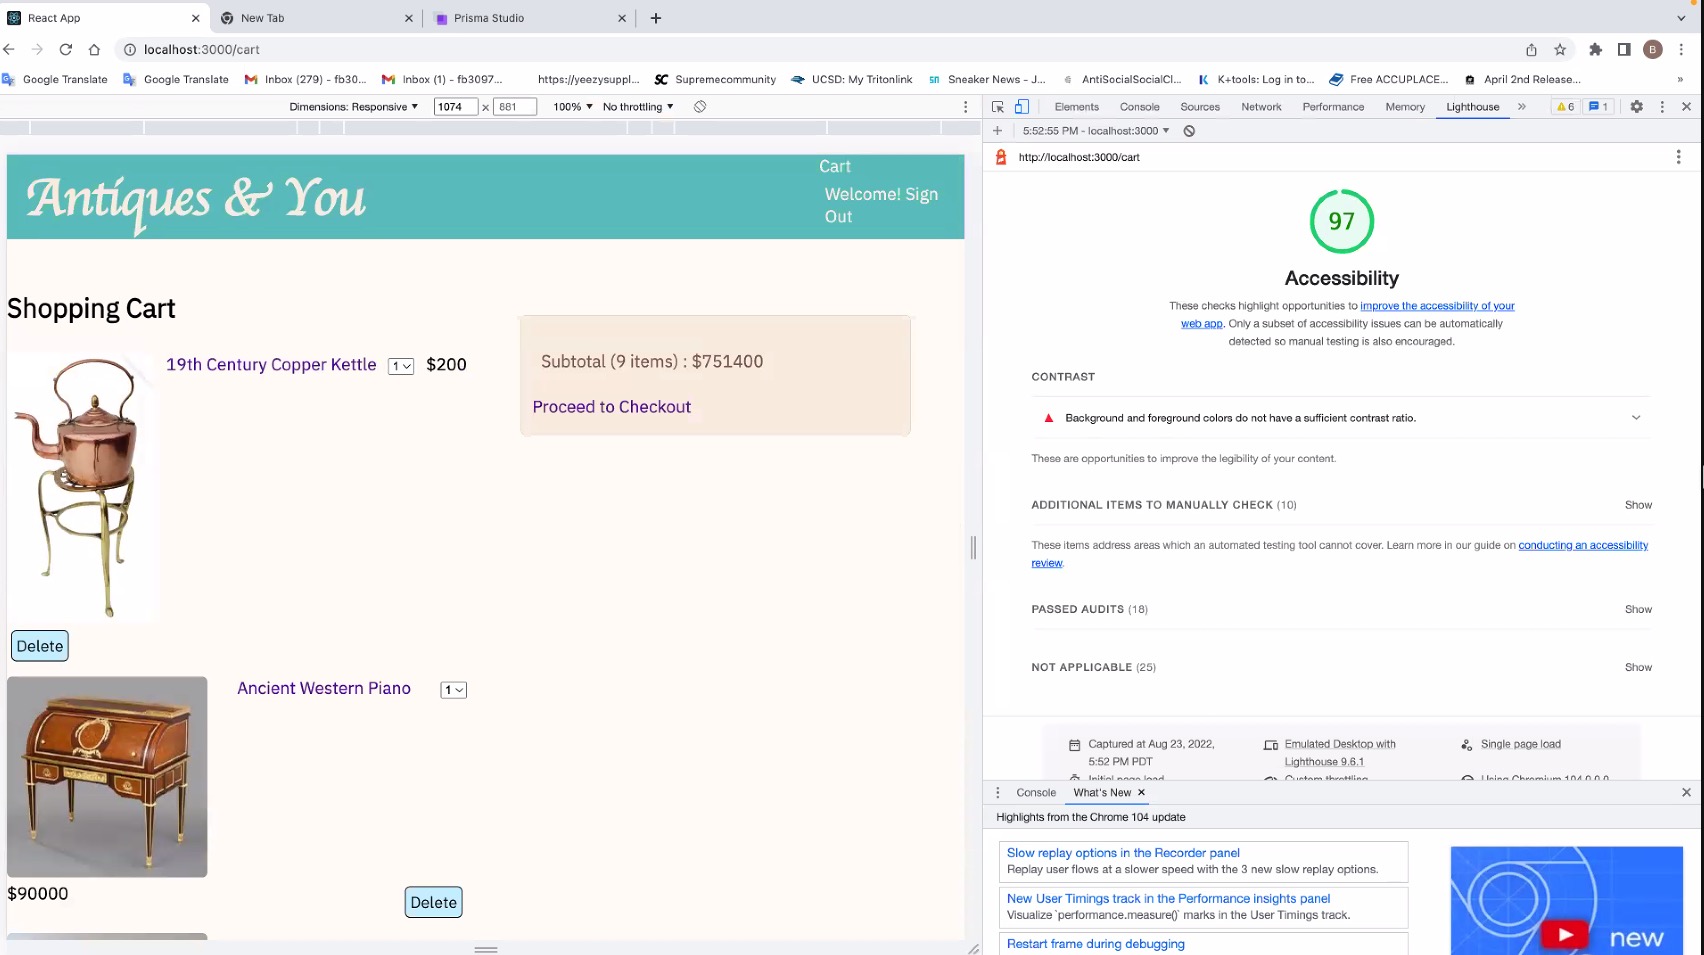 React App
New Tab
Prisma Studio
localhost:3000/cart
B
Google Translate
Google Translate
Inbox (279) - fb30...
Inbox (1) - fb3097...
https://yeezysuppl...
Supremecommunity
UCSD: My Tritonlink
Sneaker News - J...
AntiSocialSocialCl...
K+tools: Log in to...
Free ACCUPLACE...
April 2nd Release...
»
Dimensions: Responsive
1074 × 881
100%
No throttling
Elements
Console
Sources
Network
Performance
Memory
Lighthouse
»
6
1
5:52:55 PM - localhost:3000
http://localhost:3000/cart
Antiques & You
Cart
Welcome! Sign
Out
Shopping Cart
19th Century Copper Kettle
1
$200
Subtotal (9 items) : $751400
Proceed to Checkout
Delete
Ancient Western Piano
1
$90000
Delete
97
Accessibility
These checks highlight opportunities to improve the accessibility of your
web app. Only a subset of accessibility issues can be automatically
detected so manual testing is also encouraged.
CONTRAST
Background and foreground colors do not have a sufficient contrast ratio.
These are opportunities to improve the legibility of your content.
ADDITIONAL ITEMS TO MANUALLY CHECK (10)
Show
These items address areas which an automated testing tool cannot cover. Learn more in our guide on conducting an accessibility
review.
PASSED AUDITS (18)
Show
NOT APPLICABLE (25)
Show
Captured at Aug 23, 2022,
5:52 PM PDT
Emulated Desktop with
Lighthouse 9.6.1
Single page load
Initial page load
Custom throttling
Using Chromium 104.0.0.0
Console
What's New
Highlights from the Chrome 104 update
Slow replay options in the Recorder panel
Replay user flows at a slower speed with the 3 new slow replay options.
New User Timings track in the Performance insights panel
Visualize `performance.measure()` marks in the User Timings track.
Restart frame during debugging
new